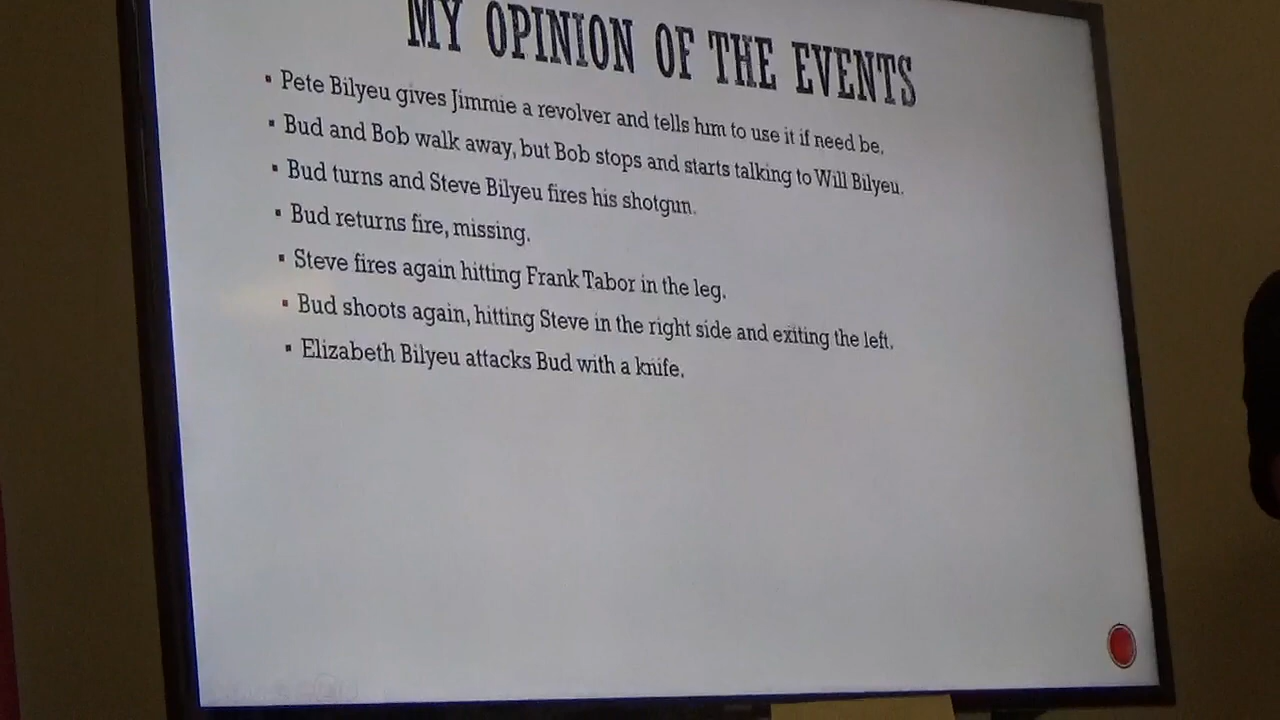 MY OPINION OF THE EVENTS
▪ Pete Bilyeu gives Jimmie a revolver and tells him to use it if need be.
▪ Bud and Bob walk away, but Bob stops and starts talking to Will Bilyeu.
▪ Bud turns and Steve Bilyeu fires his shotgun.
▪ Bud returns fire, missing.
▪ Steve fires again hitting Frank Tabor in the leg.
▪ Bud shoots again, hitting Steve in the right side and exiting the left.
▪ Elizabeth Bilyeu attacks Bud with a knife.